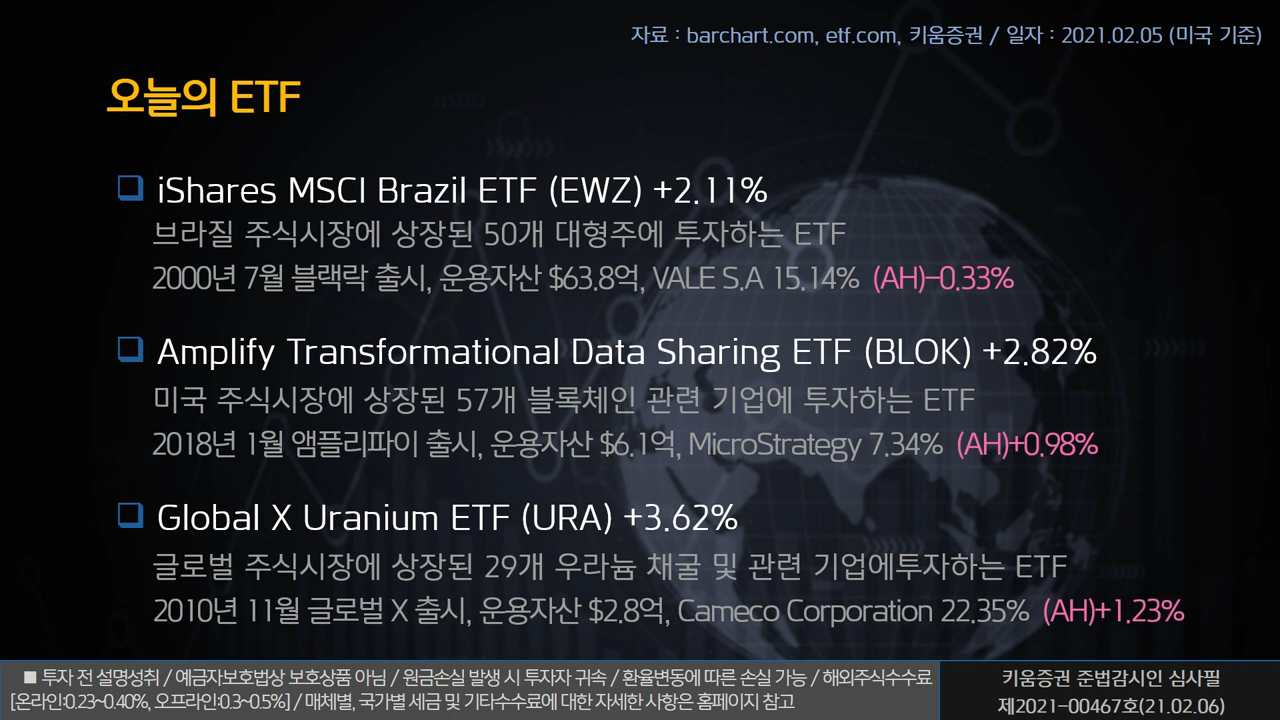 자료 : barchart.com, etf.com, 키움증권 / 일자 : 2021.02.05 (미국 기준)
오늘의 ETF
❑ iShares MSCI Brazil ETF (EWZ) +2.11%
브라질 주식시장에 상장된 50개 대형주에 투자하는 ETF
2000년 7월 블랙락 출시, 운용자산 $63.8억, VALE S.A 15.14% (AH)-0.33%
❑ Amplify Transformational Data Sharing ETF (BLOK) +2.82%
미국 주식시장에 상장된 57개 블록체인 관련 기업에 투자하는 ETF
2018년 1월 앰플리파이 출시, 운용자산 $6.1억, MicroStrategy 7.34% (AH)+0.98%
❑ Global X Uranium ETF (URA) +3.62%
글로벌 주식시장에 상장된 29개 우라늄 채굴 및 관련 기업에투자하는 ETF
2010년 11월 글로벌 X 출시, 운용자산 $2.8억, Cameco Corporation 22.35% (AH)+1.23%
■ 투자 전 설명성취 / 예금자보호법상 보호상품 아님 / 원금손실 발생 시 투자자 귀속 / 환율변동에 따른 손실 가능 / 해외주식수수료
[온라인:0.23~0.40%, 오프라인:0.3~0.5%] / 매체별, 국가별 세금 및 기타수수료에 대한 자세한 사항은 홈페이지 참고
키움증권 준법감시인 심사필
제2021-00467호(21.02.06)